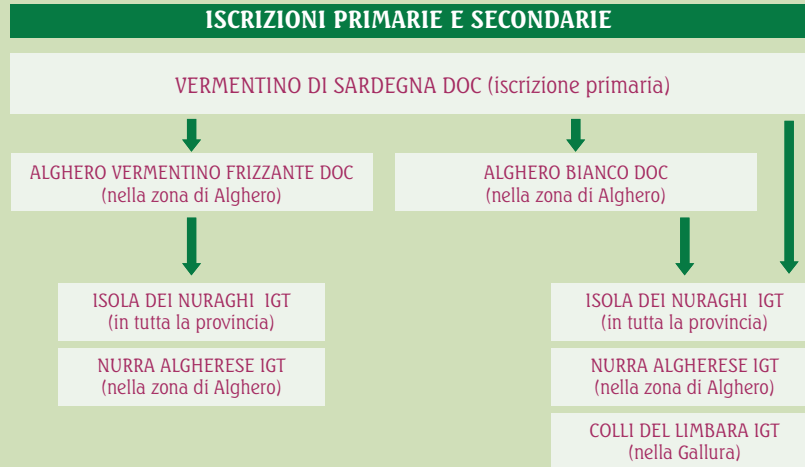 ISCRIZIONI PRIMARIE E SECONDARIE
VERMENTINO DI SARDEGNA DOC (iscrizione primaria)
ALGHERO VERMENTINO FRIZZANTE DOC
(nella zona di Alghero)
ALGHERO BIANCO DOC
(nella zona di Alghero)
ISOLA DEI NURAGHI IGT
(in tutta la provincia)
NURRA ALGHERESE IGT
(nella zona di Alghero)
ISOLA DEI NURAGHI IGT
(in tutta la provincia)
NURRA ALGHERESE IGT
(nella zona di Alghero)
COLLI DEL LIMBARA IGT
(nella Gallura)